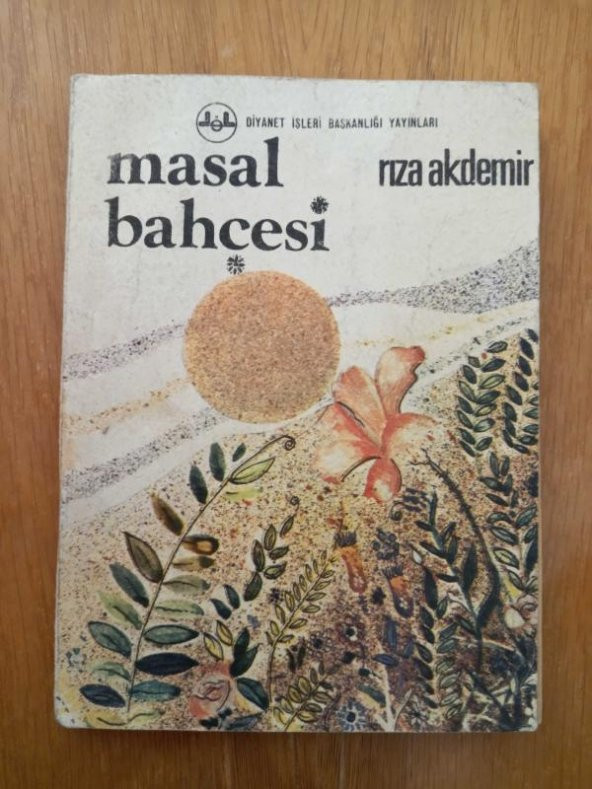 DİYANET İŞLERİ BAŞKANLIĞI YAYINLARI
masal
bahçesi
rıza akdemir